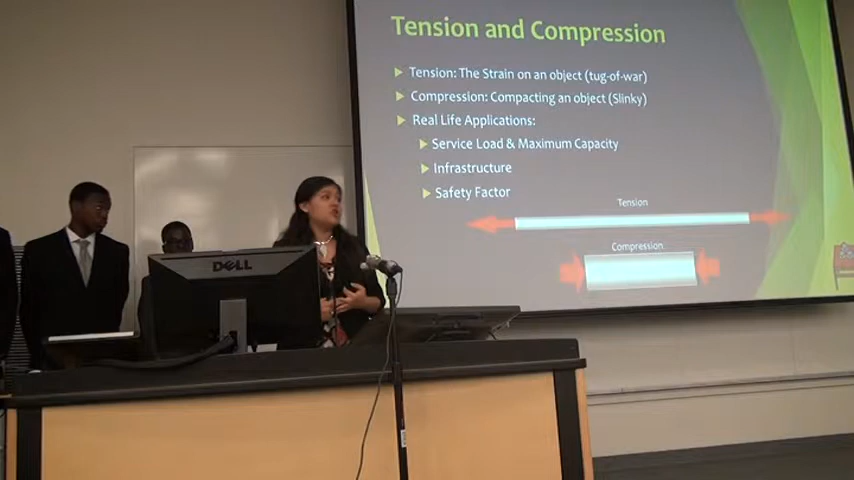 Tension and Compression
Tension: The Strain on an object (tug-of-war)
Compression: Compacting an object (Slinky)
Real Life Applications:
Service Load & Maximum Capacity
Infrastructure
Safety Factor
Tension
Compression
DELL